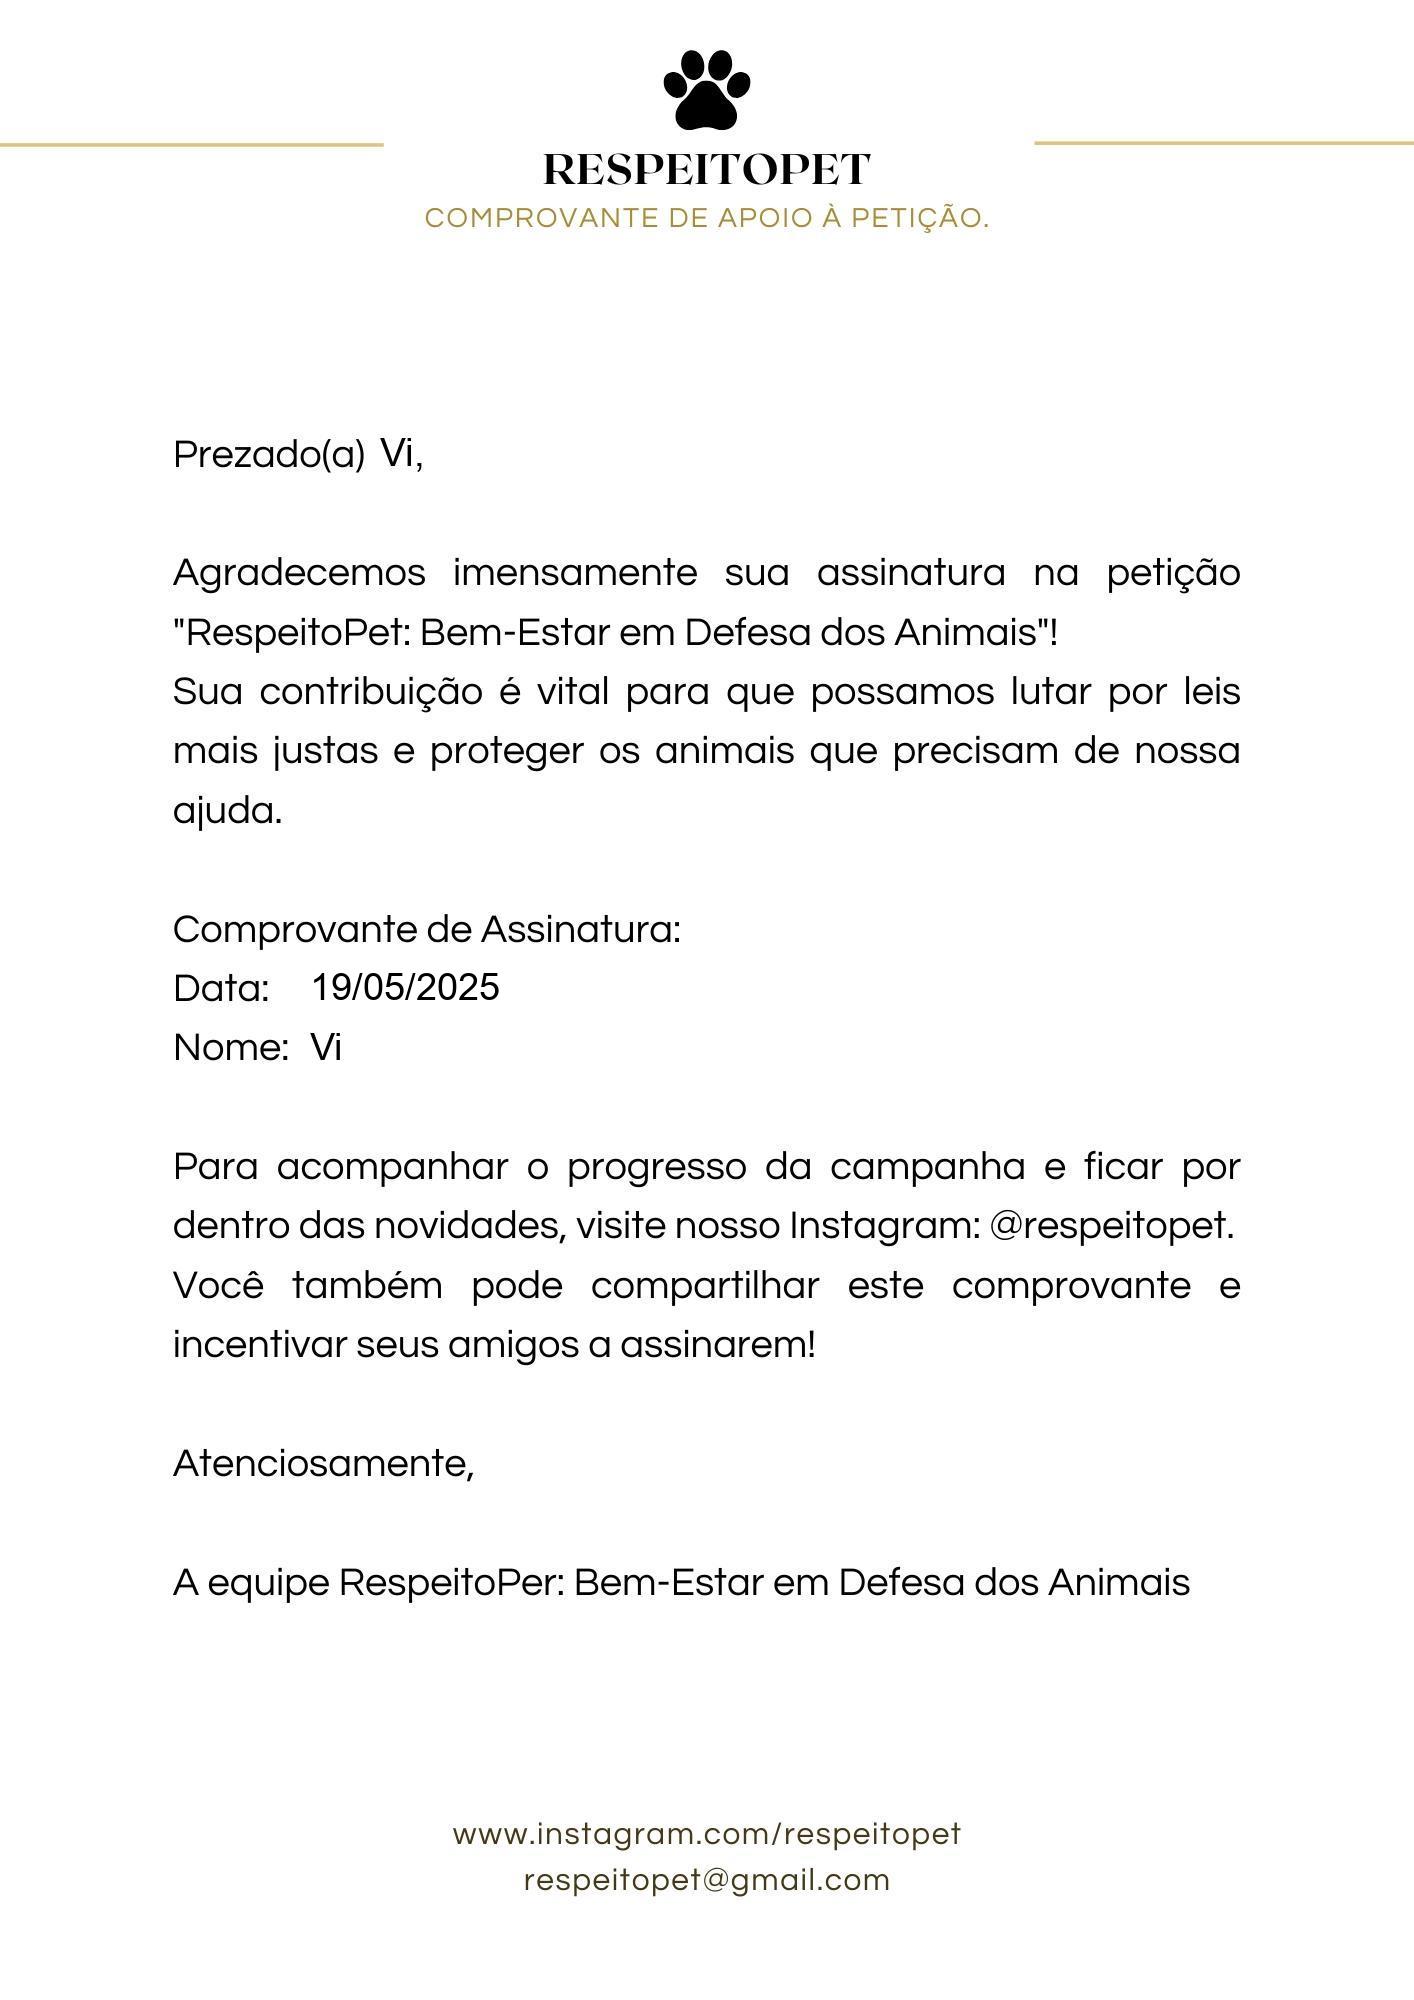 RESPEITOPET
COMPROVANTE DE APOIO À PETIÇÃO.
Prezado(a) Vi,
Agradecemos imensamente sua assinatura na petição
"RespeitoPet: Bem-Estar em Defesa dos Animais"!
Sua contribuição é vital para que possamos lutar por leis
mais justas e proteger os animais que precisam de nossa
ajuda.
Comprovante de Assinatura:
Data: 19/05/2025
Nome: Vi
Para acompanhar o progresso da campanha e ficar por
dentro das novidades, visite nosso Instagram: @respeitopet.
Você também pode compartilhar este comprovante e
incentivar seus amigos a assinarem!
Atenciosamente,
A equipe RespeitoPer: Bem-Estar em Defesa dos Animais
www.instagram.com/respeitopet
respeitopet@gmail.com